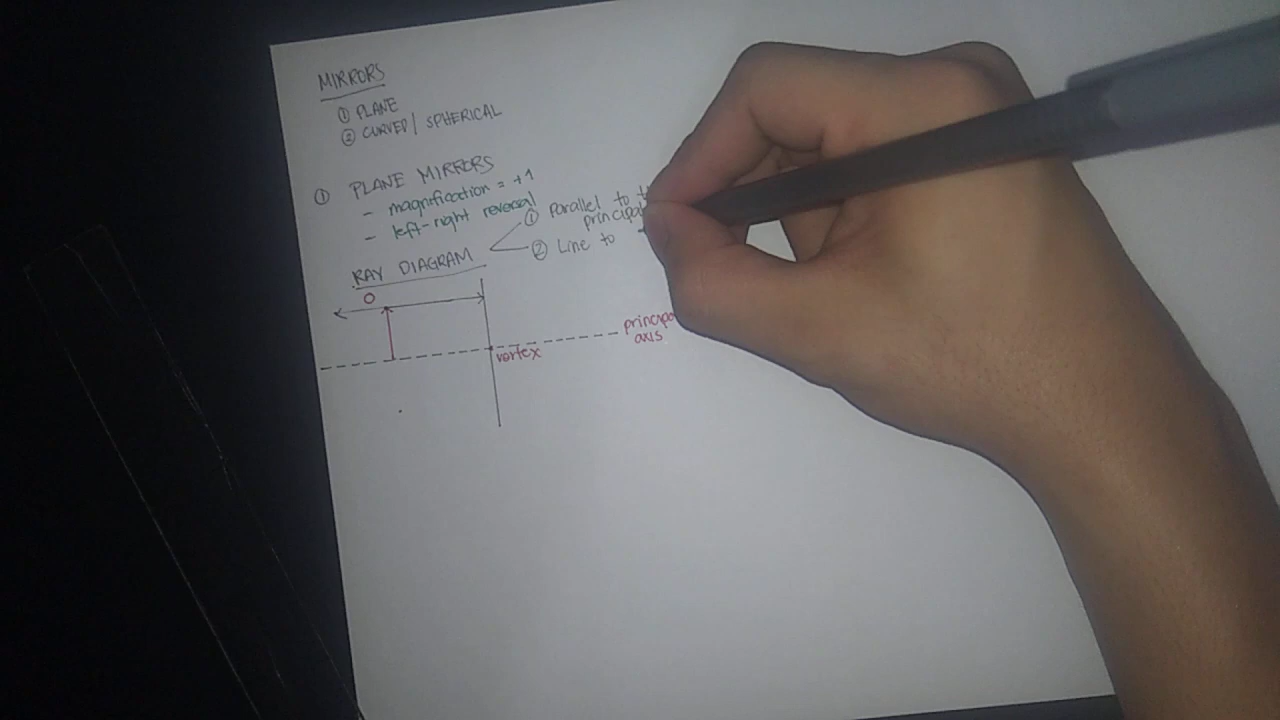 MIRRORS
① PLANE
② CURVED/ SPHERICAL
① PLANE MIRRORS
- magnification = +1
- left-right reversal
① Parallel to
principal
② Line to
RAY DIAGRAM
O
principal
axis
vortex